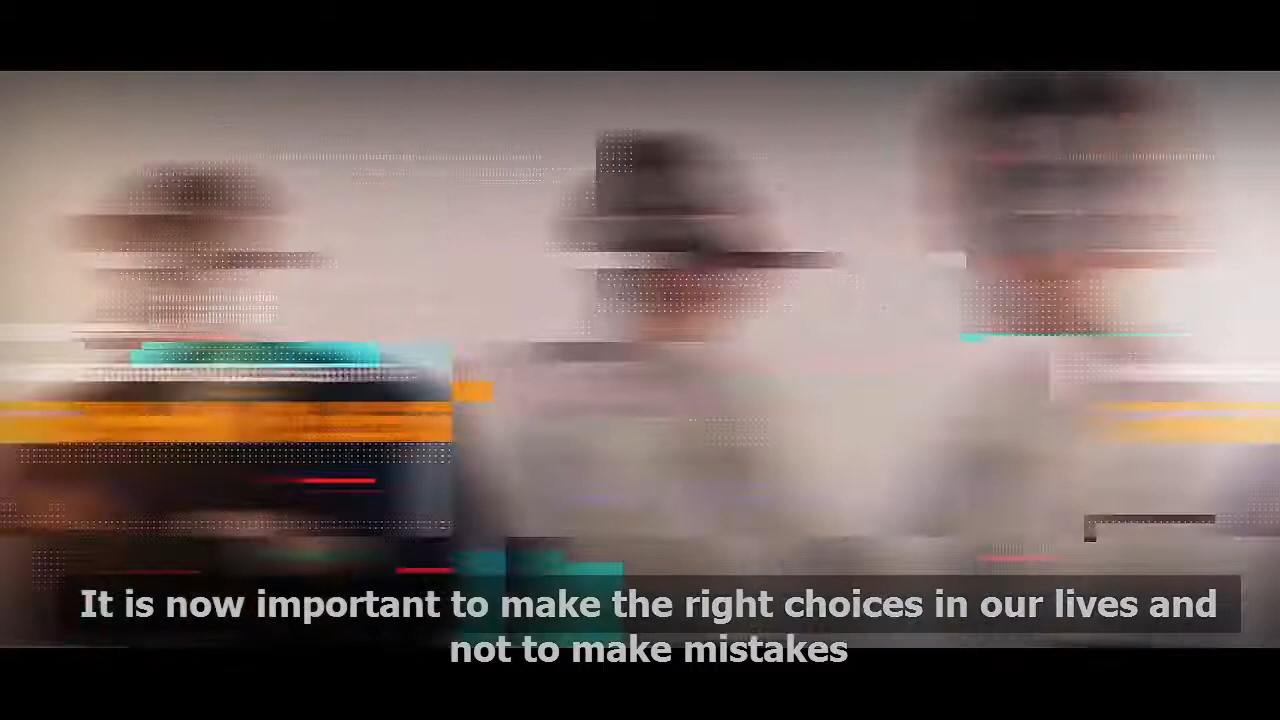 It is now important to make the right choices in our lives and
not to make mistakes